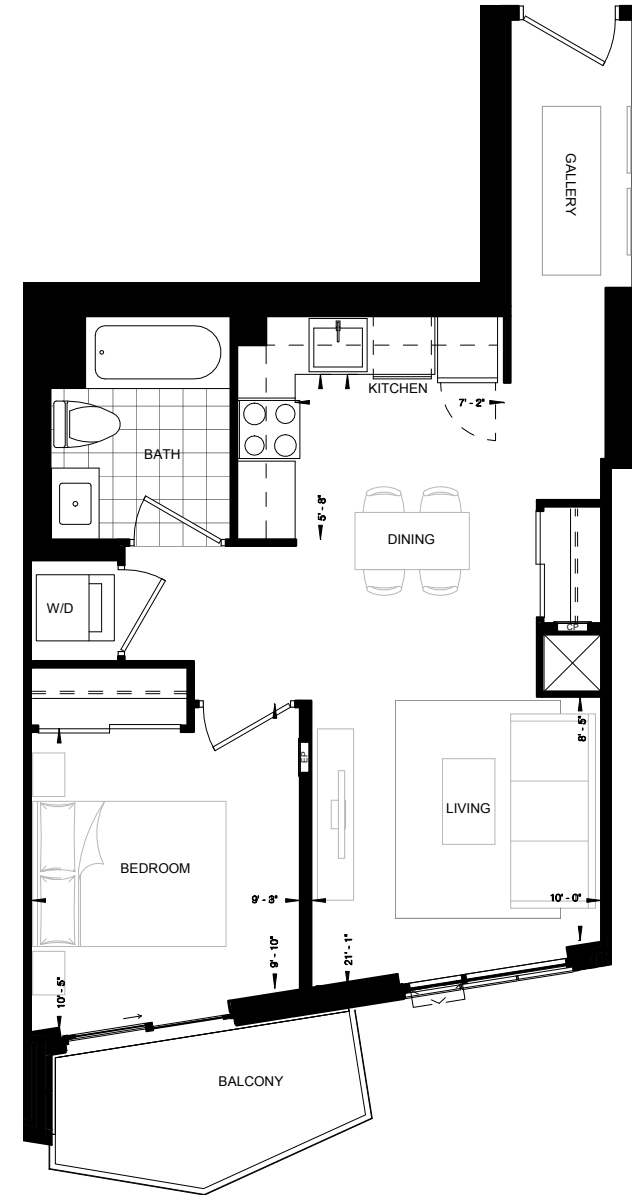 GALLERY
KITCHEN
7' - 2"
BATH
5' - 8"
DINING
W/D
CP
8' - 5"
EP
LIVING
BEDROOM
9' - 3"
10' - 0"
9' - 10"
21' - 1"
10' - 5"
BALCONY